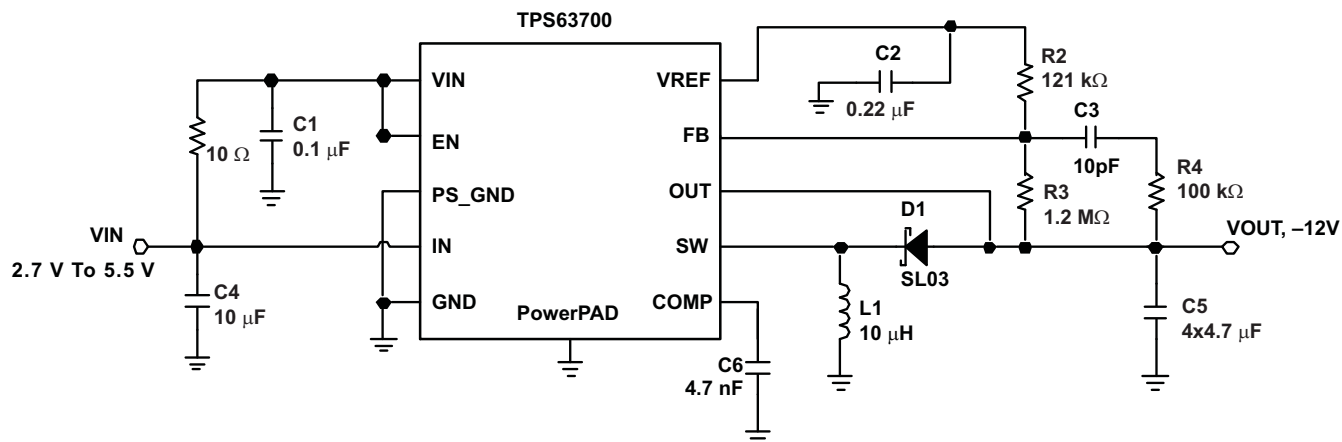 TPS63700
VIN
EN
PS_GND
IN
GND
PowerPAD
VREF
FB
OUT
SW
COMP
10 Ω
C1
0.1 μF
VIN
2.7 V To 5.5 V
C4
10 μF
C2
0.22 μF
R2
121 kΩ
C3
10pF
R4
100 kΩ
R3
1.2 MΩ
D1
SL03
VOUT, –12V
L1
10 μH
C5
4x4.7 μF
C6
4.7 nF